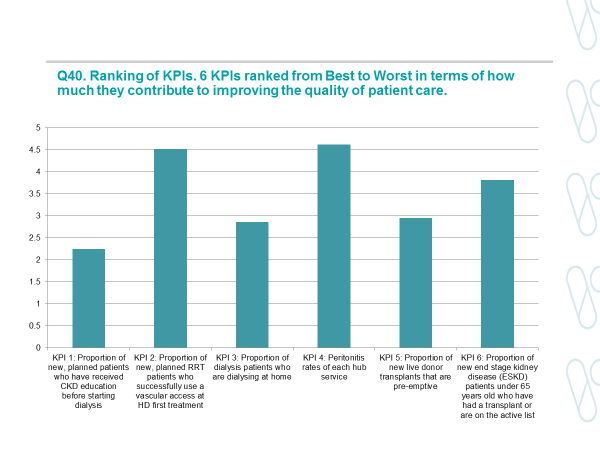 Q40. Ranking of KPIs. 6 KPIs ranked from Best to Worst in terms of how
much they contribute to improving the quality of patient care.
5
4.5
4
3.5
3
2.5
2
1.5
1
0.5
0
KPI 1: Proportion of
new, planned patients
who have received
CKD education
before starting
dialysis
KPI 2: Proportion of
new, planned RRT
patients who
successfully use a
vascular access at
HD first treatment
KPI 3: Proportion of
dialysis patients who
are dialysing at home
KPI 4: Peritonitis
rates of each hub
service
KPI 5: Proportion of
new live donor
transplants that are
pre-emptive
KPI 6: Proportion of
new end stage kidney
disease (ESKD)
patients under 65
years old who have
had a transplant or
are on the active list